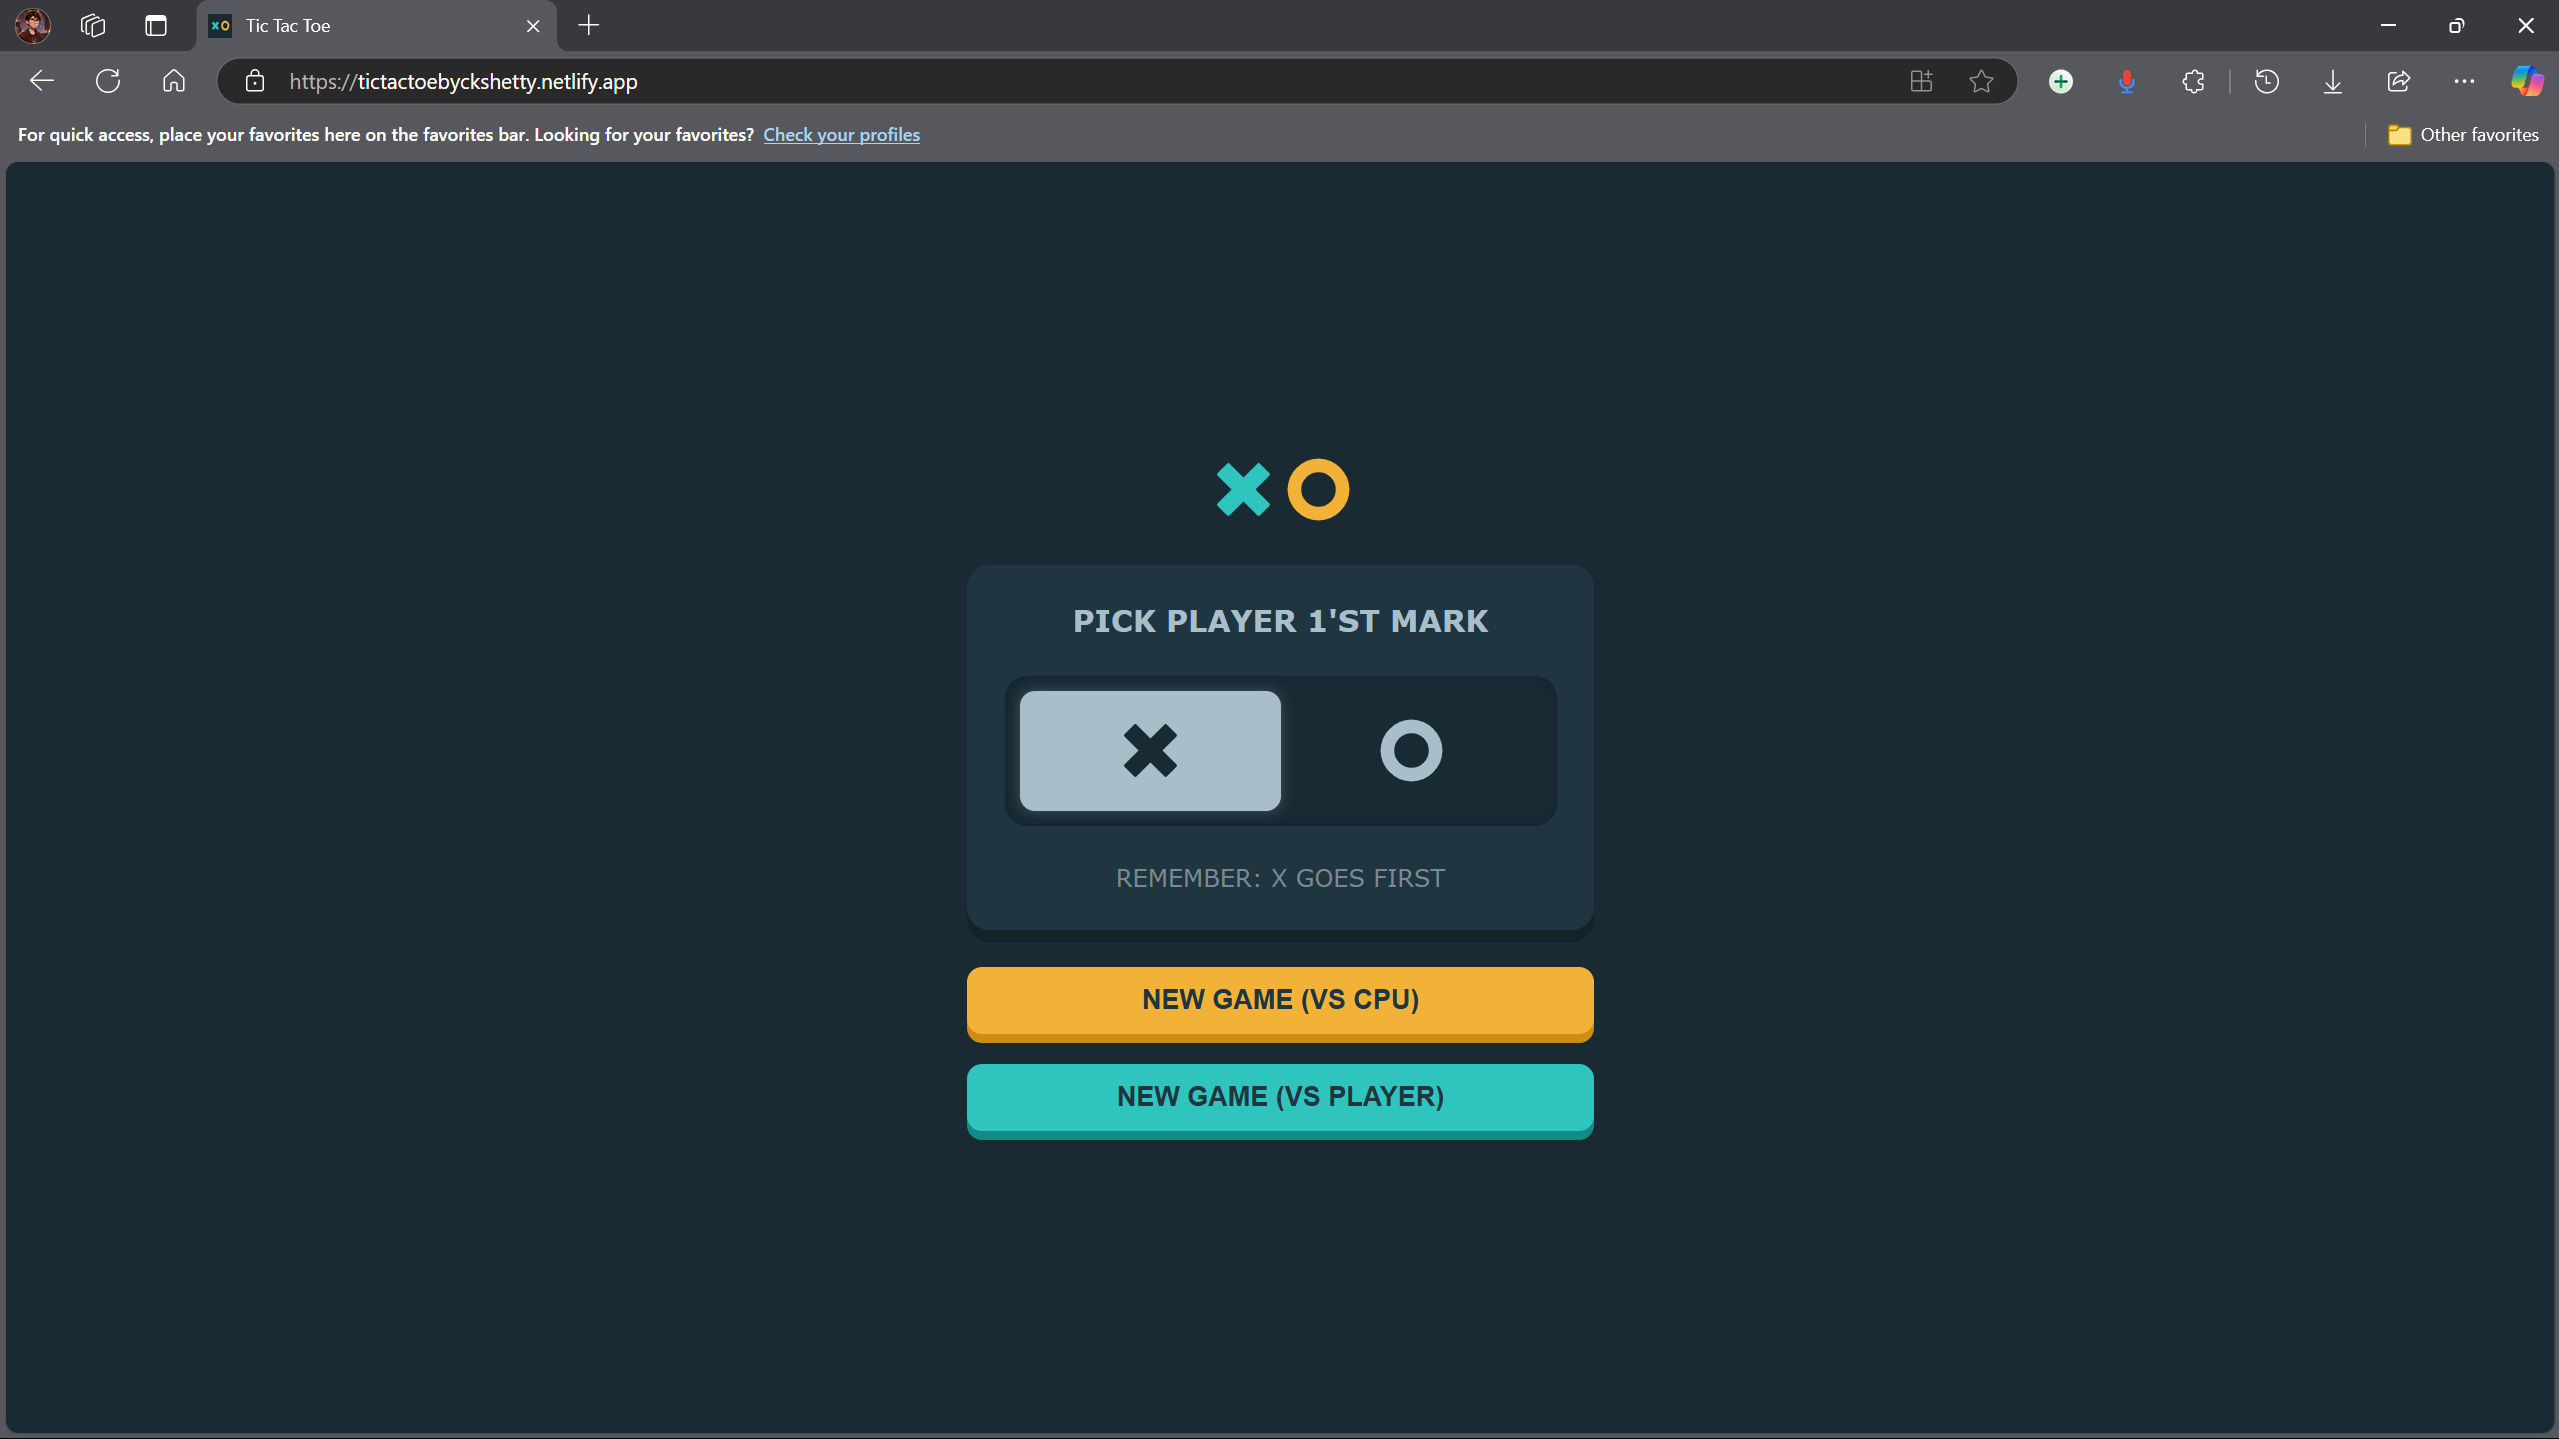 Tic Tac Toe
https://tictactoebyckshetty.netlify.app
For quick access, place your favorites here on the favorites bar. Looking for your favorites? Check your profiles
Other favorites
PICK PLAYER 1'ST MARK
REMEMBER: X GOES FIRST
NEW GAME (VS CPU)
NEW GAME (VS PLAYER)